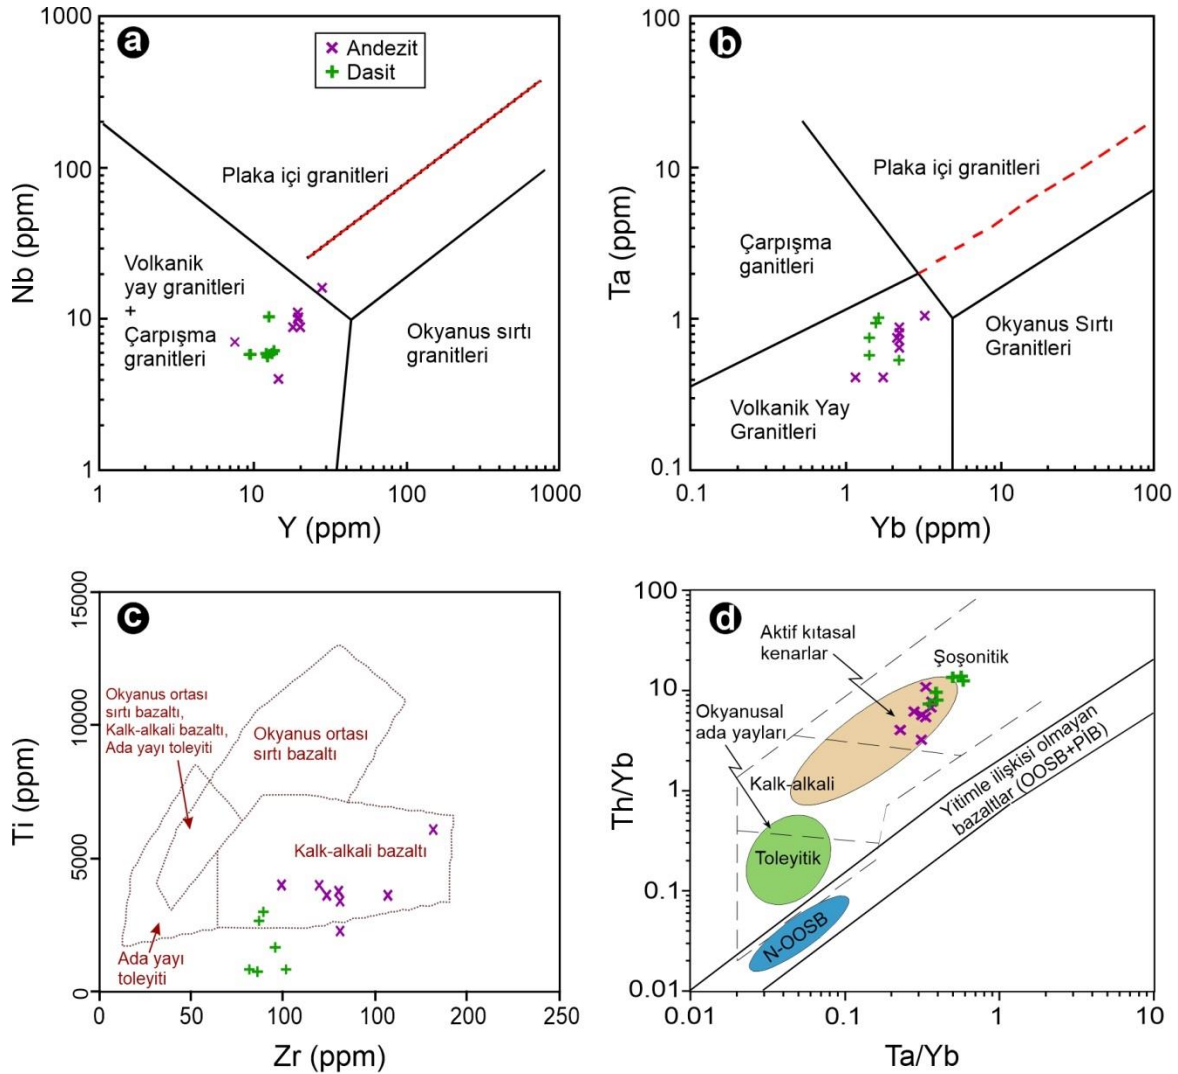 a
Andezit
Dasit
1000
100
10
1
Nb (ppm)
Plaka içi granitleri
Volkanik
yay granitleri
+
Çarpışma
granitleri
Okyanus sırtı
granitleri
1
10
100
1000
Y (ppm)
b
100
10
1
0.1
Ta (ppm)
Plaka içi granitleri
Çarpışma
ganitleri
Okyanus Sırtı
Granitleri
Volkanik Yay
Granitleri
0.1
1
10
100
Yb (ppm)
c
15000
10000
5000
0
Ti (ppm)
Okyanus ortası
sırtı bazaltı,
Kalk-alkali bazaltı,
Ada yayı toleyiti
Okyanus ortası
sırtı bazaltı
Kalk-alkali bazaltı
Ada yayı
toleyiti
0
50
100
150
200
250
Zr (ppm)
d
100
10
1
0.1
0.01
Th/Yb
Aktif kıtasal
kenarlar
Şoşonitik
Okyanusal
ada yayları
Kalk-alkali
Toleyitik
N-OOSB
Yitimle ilişkisi olmayan
bazaltlar (OOSB+PİB)
0.01
0.1
1
10
Ta/Yb